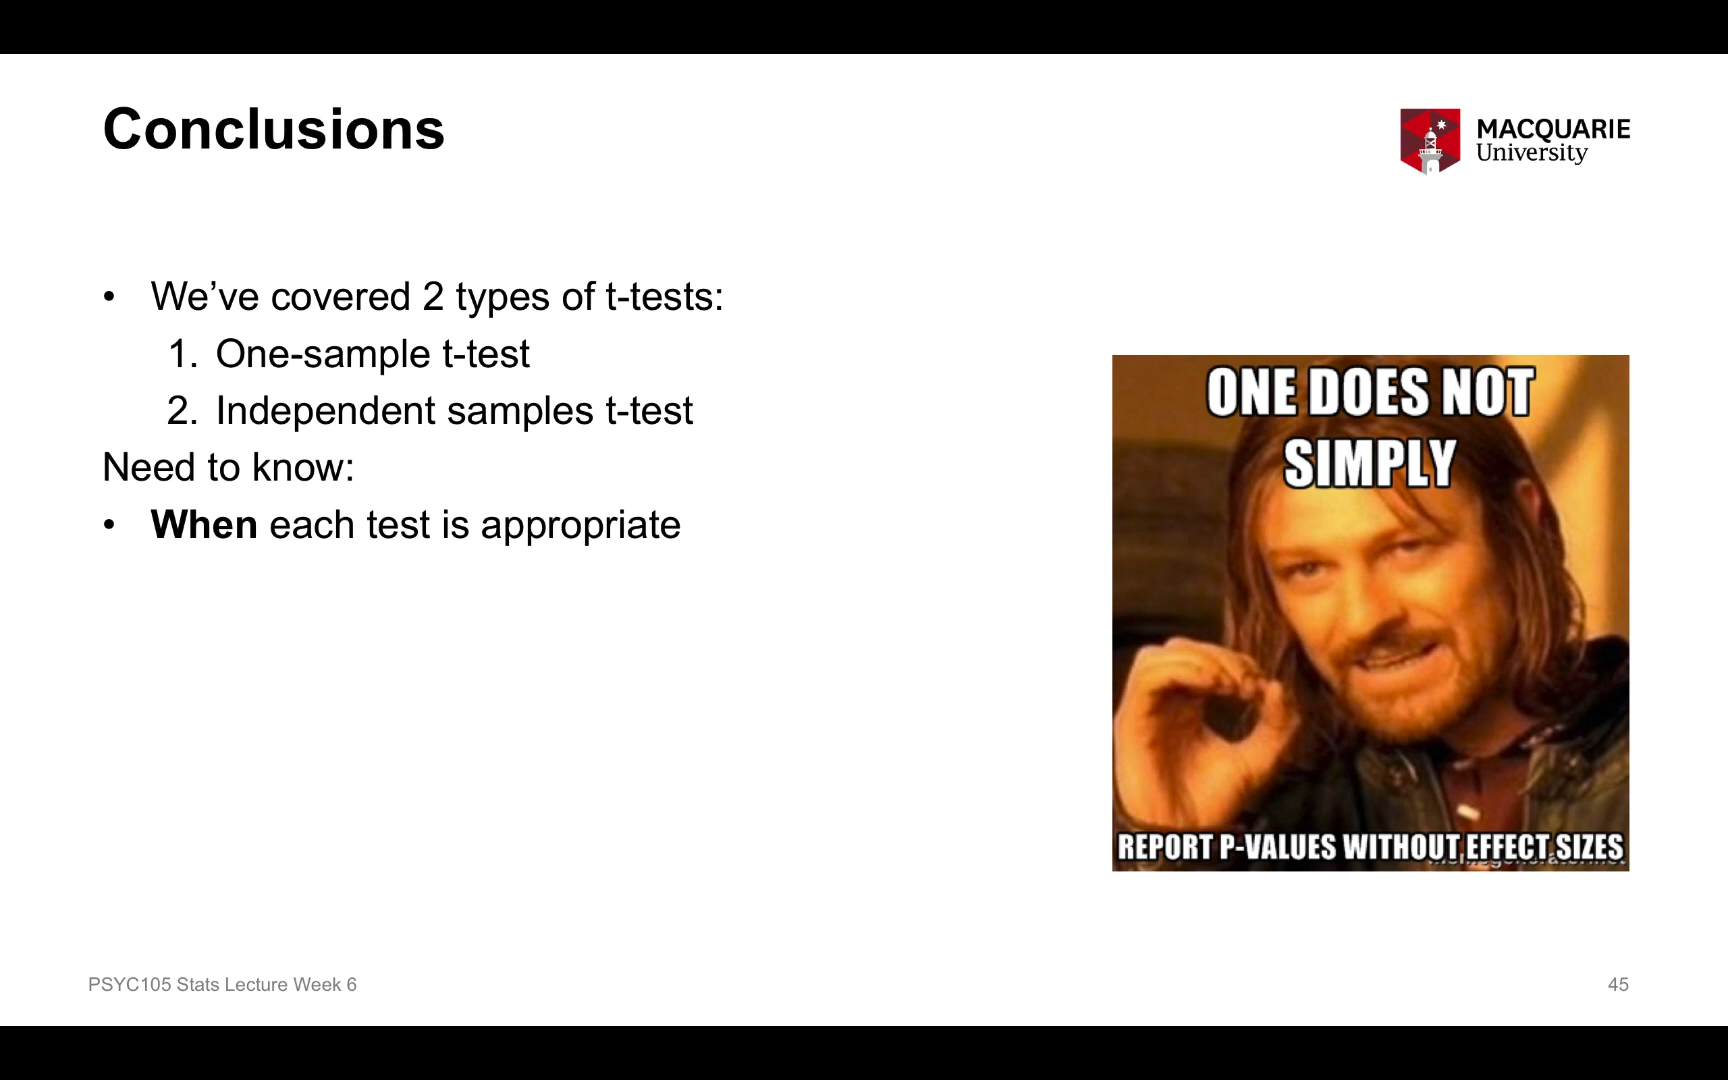 Conclusions
MACQUARIE
University
• We’ve covered 2 types of t-tests:
1. One-sample t-test
2. Independent samples t-test
Need to know:
• When each test is appropriate
ONE DOES NOT
SIMPLY
REPORT P-VALUES WITHOUT EFFECT SIZES
PSYC105 Stats Lecture Week 6
45